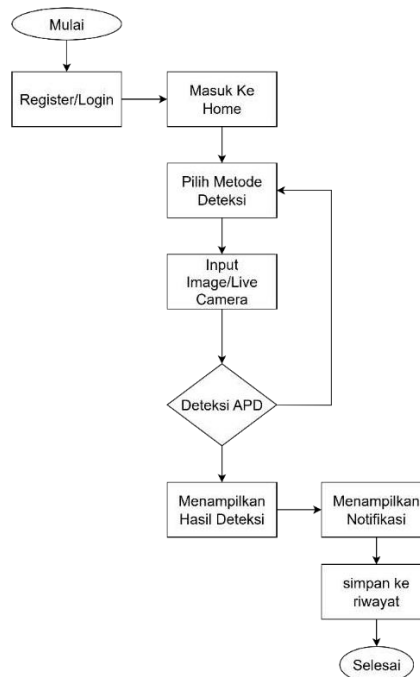 Mulai
Register/Login
Masuk Ke
Home
Pilih Metode
Deteksi
Input
Image/Live
Camera
Deteksi APD
Menampilkan
Hasil Deteksi
Menampilkan
Notifikasi
simpan ke
riwayat
Selesai